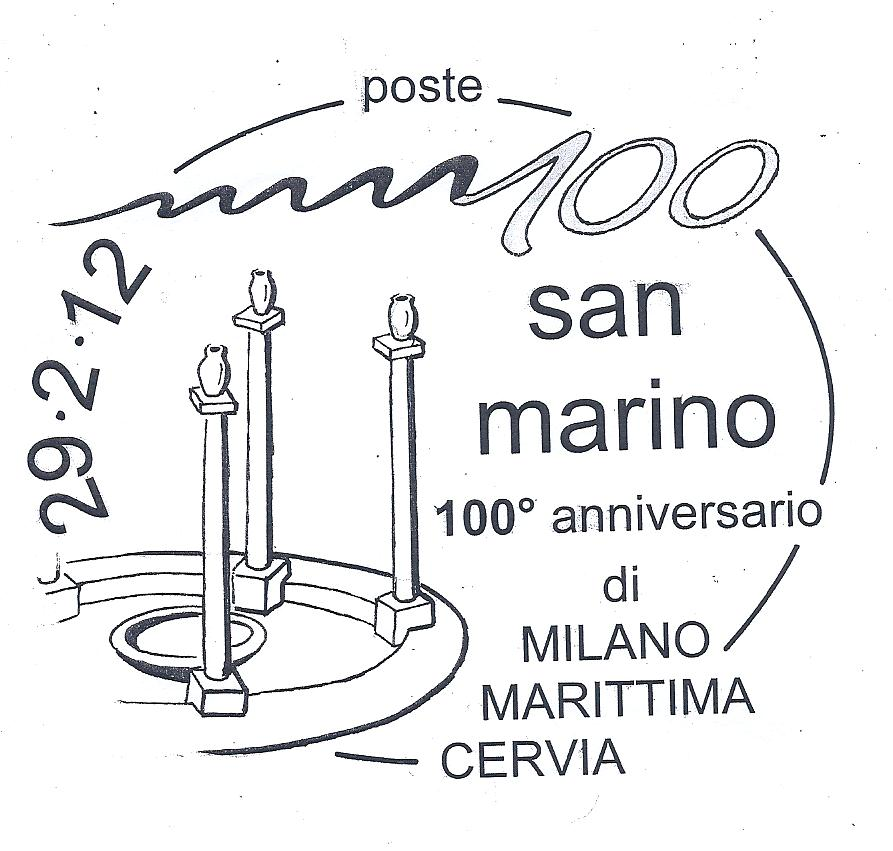 poste
100
29·2·12
san
marino
100° anniversario
di
MILANO
MARITTIMA
CERVIA